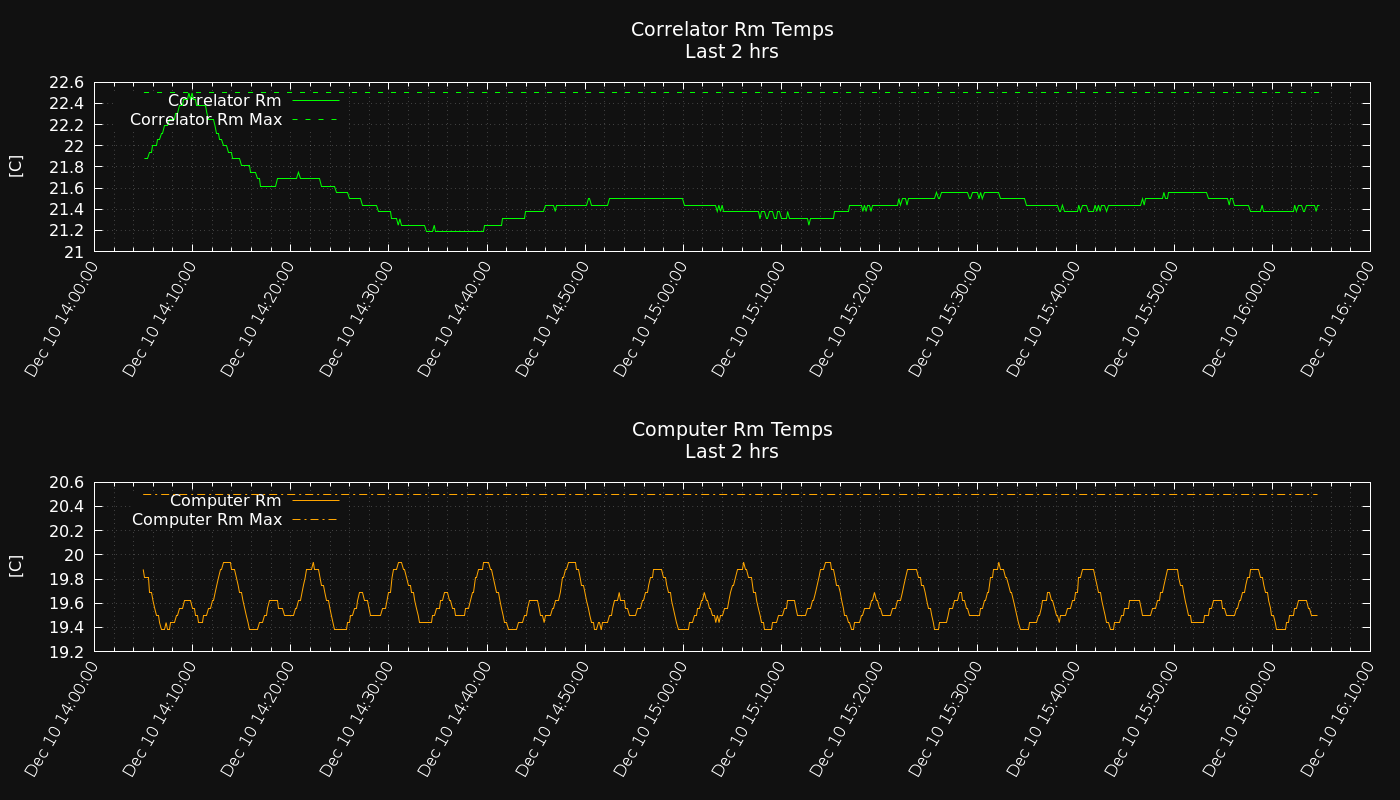 Correlator Rm Temps
Last 2 hrs
[C]
22.6
22.4
22.2
22
21.8
21.6
21.4
21.2
21
Correlator Rm
Correlator Rm Max
Dec 10 14:00:00
Dec 10 14:10:00
Dec 10 14:20:00
Dec 10 14:30:00
Dec 10 14:40:00
Dec 10 14:50:00
Dec 10 15:00:00
Dec 10 15:10:00
Dec 10 15:20:00
Dec 10 15:30:00
Dec 10 15:40:00
Dec 10 15:50:00
Dec 10 16:00:00
Dec 10 16:10:00
Computer Rm Temps
Last 2 hrs
[C]
20.6
20.4
20.2
20
19.8
19.6
19.4
19.2
Computer Rm
Computer Rm Max
Dec 10 14:00:00
Dec 10 14:10:00
Dec 10 14:20:00
Dec 10 14:30:00
Dec 10 14:40:00
Dec 10 14:50:00
Dec 10 15:00:00
Dec 10 15:10:00
Dec 10 15:20:00
Dec 10 15:30:00
Dec 10 15:40:00
Dec 10 15:50:00
Dec 10 16:00:00
Dec 10 16:10:00